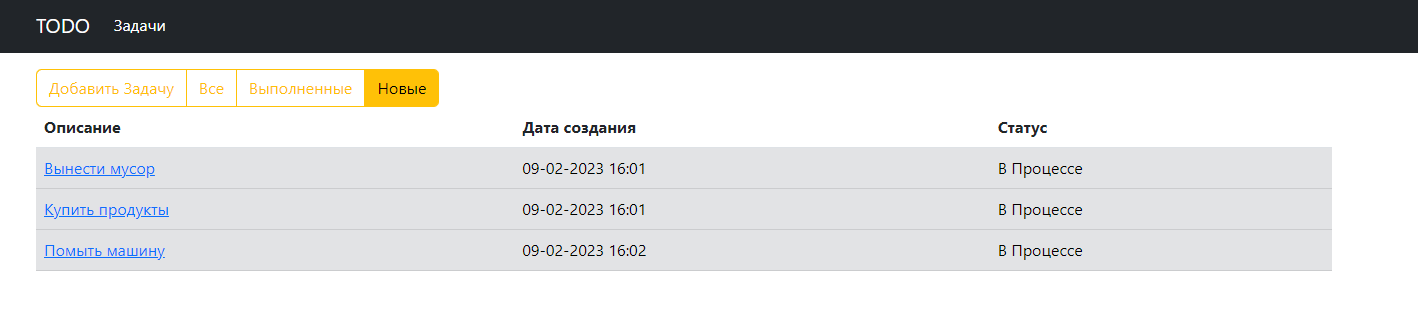 TODO Задачи
Добавить Задачу Все Выполненные Новые
Описание Дата создания Статус
Вынести мусор 09-02-2023 16:01 В Процессе
Купить продукты 09-02-2023 16:01 В Процессе
Помыть машину 09-02-2023 16:02 В Процессе